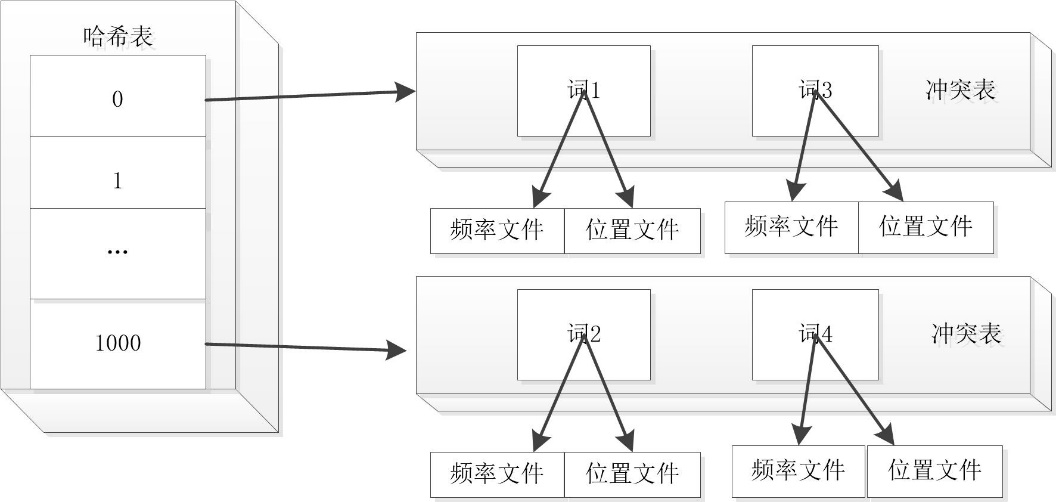 哈希表
0
1
...
1000
词1
词3
冲突表
频率文件
位置文件
频率文件
位置文件
词2
词4
冲突表
频率文件
位置文件
频率文件
位置文件